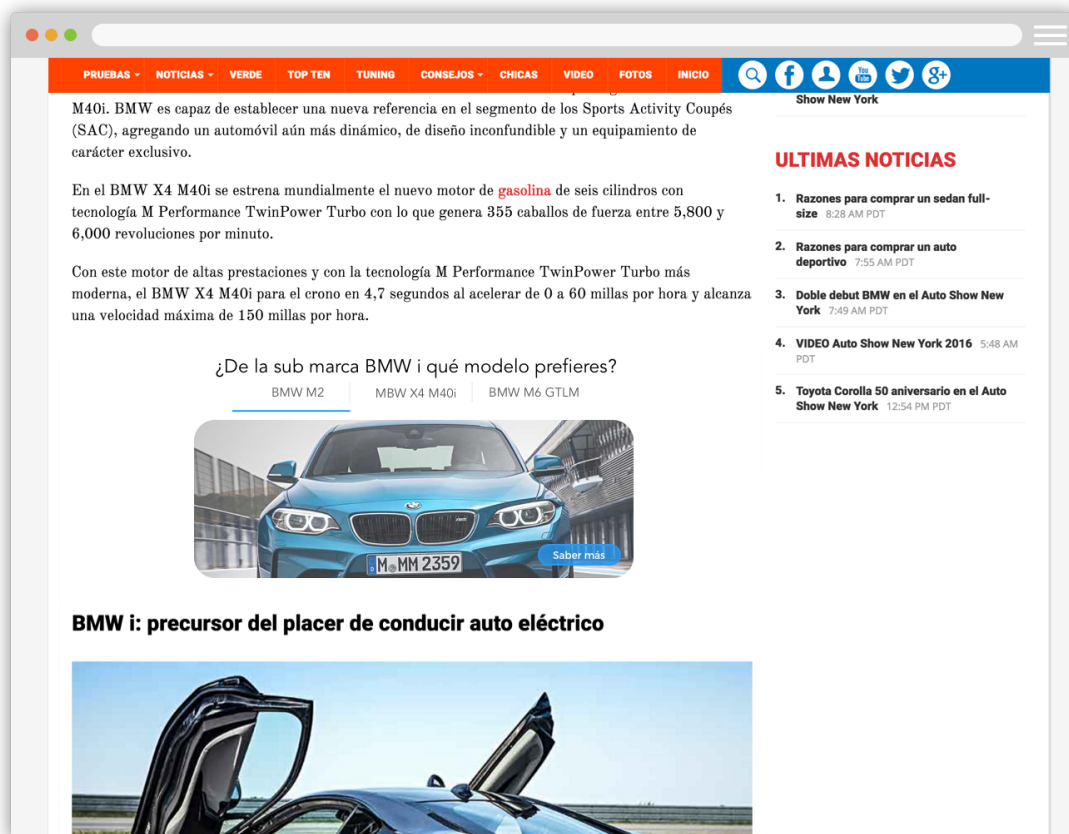 PRUEBAS NOTICIAS VERDE TOP TEN TUNING CONSEJOS CHICAS VIDEO FOTOS INICIO
You Tube
8+
M40i. BMW es capaz de establecer una nueva referencia en el segmento de los Sports Activity Coupés
(SAC), agregando un automóvil aún más dinámico, de diseño inconfundible y un equipamiento de
carácter exclusivo.
En el BMW X4 M40i se estrena mundialmente el nuevo motor de gasolina de seis cilindros con
tecnología M Performance TwinPower Turbo con lo que genera 355 caballos de fuerza entre 5,800 y
6,000 revoluciones por minuto.
Con este motor de altas prestaciones y con la tecnología M Performance TwinPower Turbo más
moderna, el BMW X4 M40i para el crono en 4,7 segundos al acelerar de 0 a 60 millas por hora y alcanza
una velocidad máxima de 150 millas por hora.
¿De la sub marca BMW i qué modelo prefieres?
BMW M2 MBW X4 M40i BMW M6 GTLM
M MM 2359
Saber más
BMW i: precursor del placer de conducir auto eléctrico
Show New York
ULTIMAS NOTICIAS
1. Razones para comprar un sedan full-
size 8:28 AM PDT
2. Razones para comprar un auto
deportivo 7:55 AM PDT
3. Doble debut BMW en el Auto Show New
York 7:49 AM PDT
4. VIDEO Auto Show New York 2016 5:48 AM
PDT
5. Toyota Corolla 50 aniversario en el Auto
Show New York 12:54 PM PDT